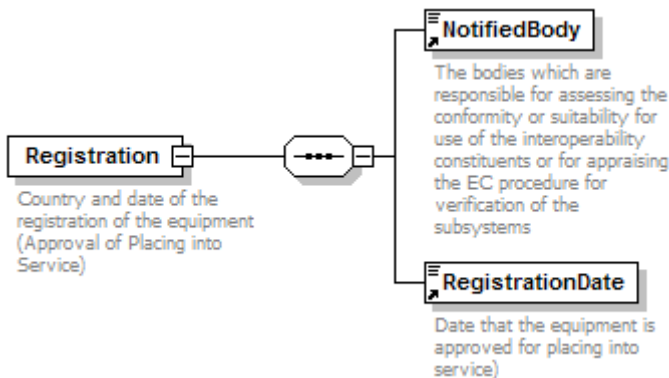 NotifiedBody
The bodies which are
responsible for assessing the
conformity or suitability for
use of the interoperability
constituents or for appraising
the EC procedure for
verification of the
subsystems
Registration
Country and date of the
registration of the equipment
(Approval of Placing into
Service)
RegistrationDate
Date that the equipment is
approved for placing into
service)